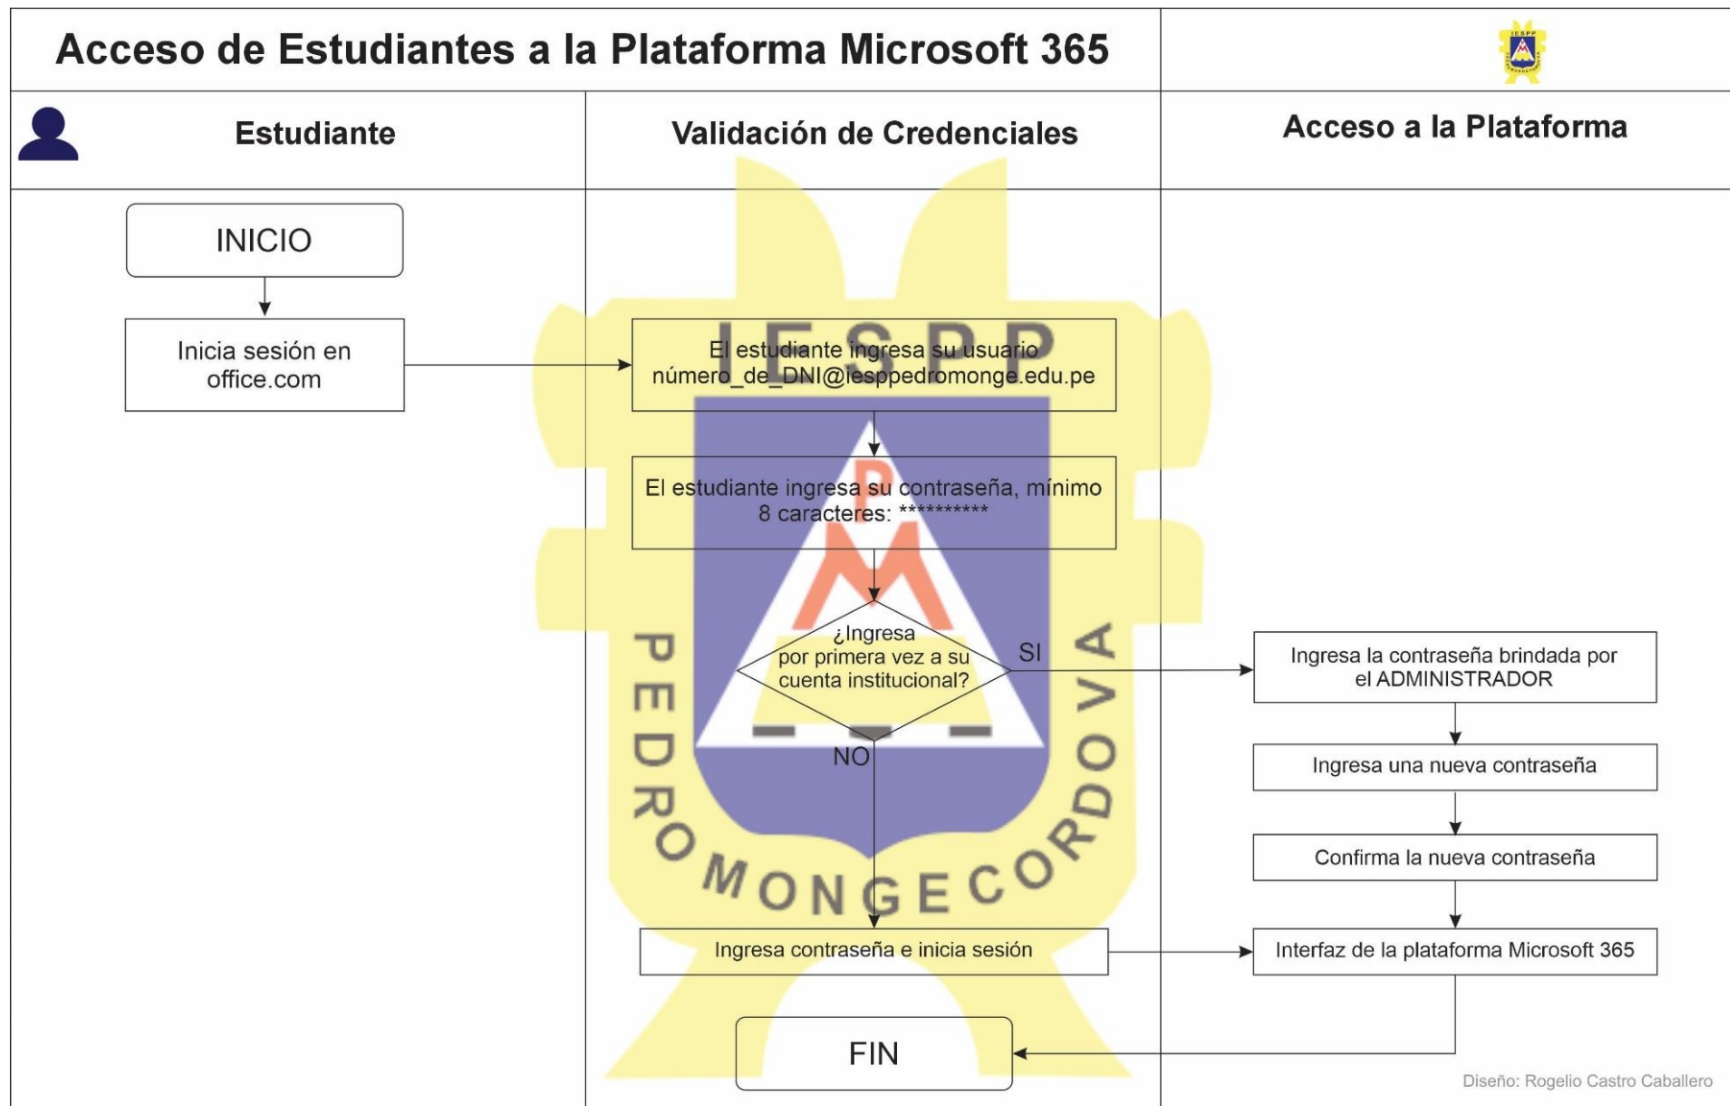 Acceso de Estudiantes a la Plataforma Microsoft 365
IESPP
PEDROMONGECORDOVA
Estudiante
Validación de Credenciales
Acceso a la Plataforma
INICIO
Inicia sesión en
office.com
IESPP
El estudiante ingresa su usuario
número_de_DNI@iesppedromonge.edu.pe
P
El estudiante ingresa su contraseña, mínimo
8 caracteres: **********
M
¿Ingresa
por primera vez a su
cuenta institucional?
SI
NO
Ingresa la contraseña brindada por
el ADMINISTRADOR
Ingresa una nueva contraseña
Confirma la nueva contraseña
PEDROMONGECORDOVA
Ingresa contraseña e inicia sesión
Interfaz de la plataforma Microsoft 365
FIN
Diseño: Rogelio Castro Caballero